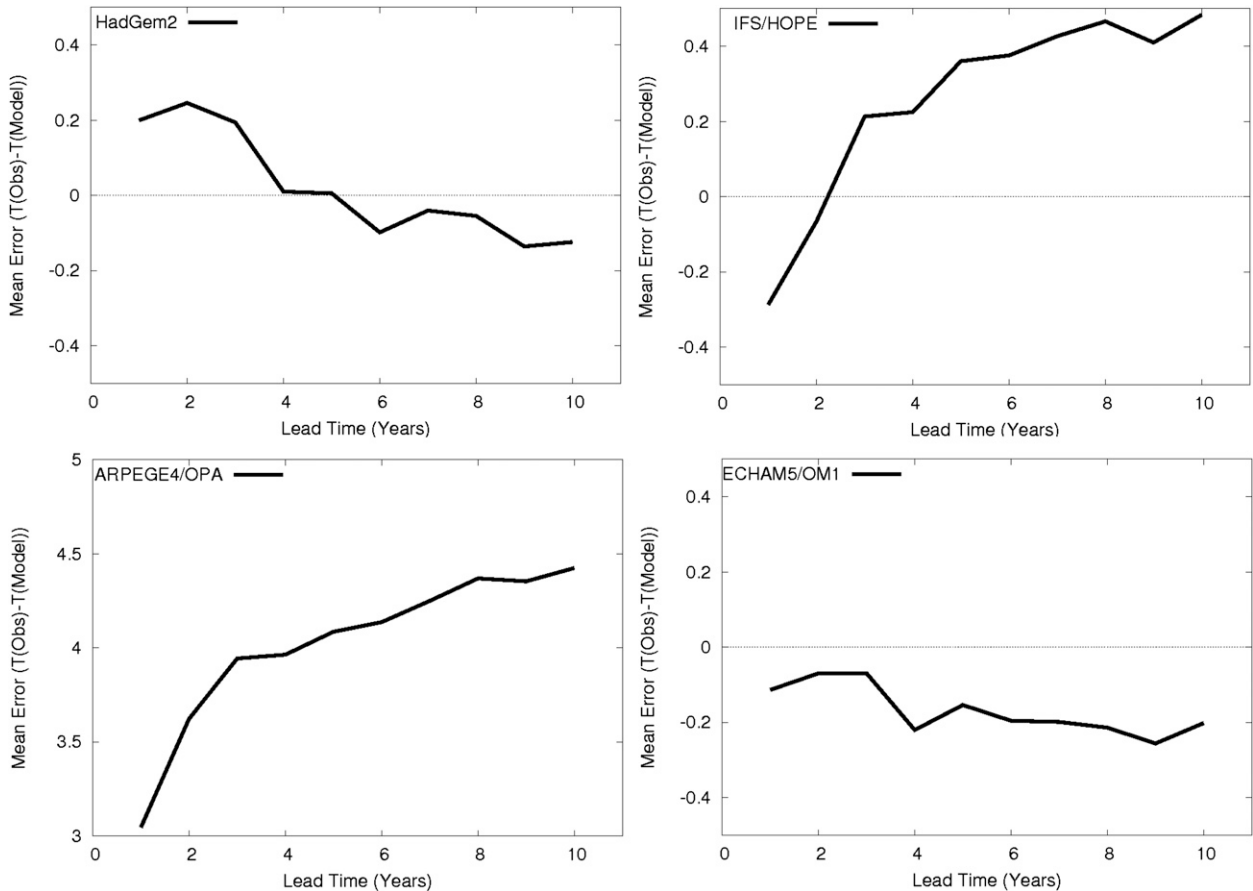 HadGem2
Mean Error (T(Obs)-T(Model))
0.4
0.2
0
-0.2
-0.4
0 2 4 6 8 10
Lead Time (Years)
IFS/HOPE
Mean Error (T(Obs)-T(Model))
0.4
0.2
0
-0.2
-0.4
0 2 4 6 8 10
Lead Time (Years)
ARPEGE4/OPA
Mean Error (T(Obs)-T(Model))
5
4.5
4
3.5
3
0 2 4 6 8 10
Lead Time (Years)
ECHAM5/OM1
Mean Error (T(Obs)-T(Model))
0.4
0.2
0
-0.2
-0.4
0 2 4 6 8 10
Lead Time (Years)